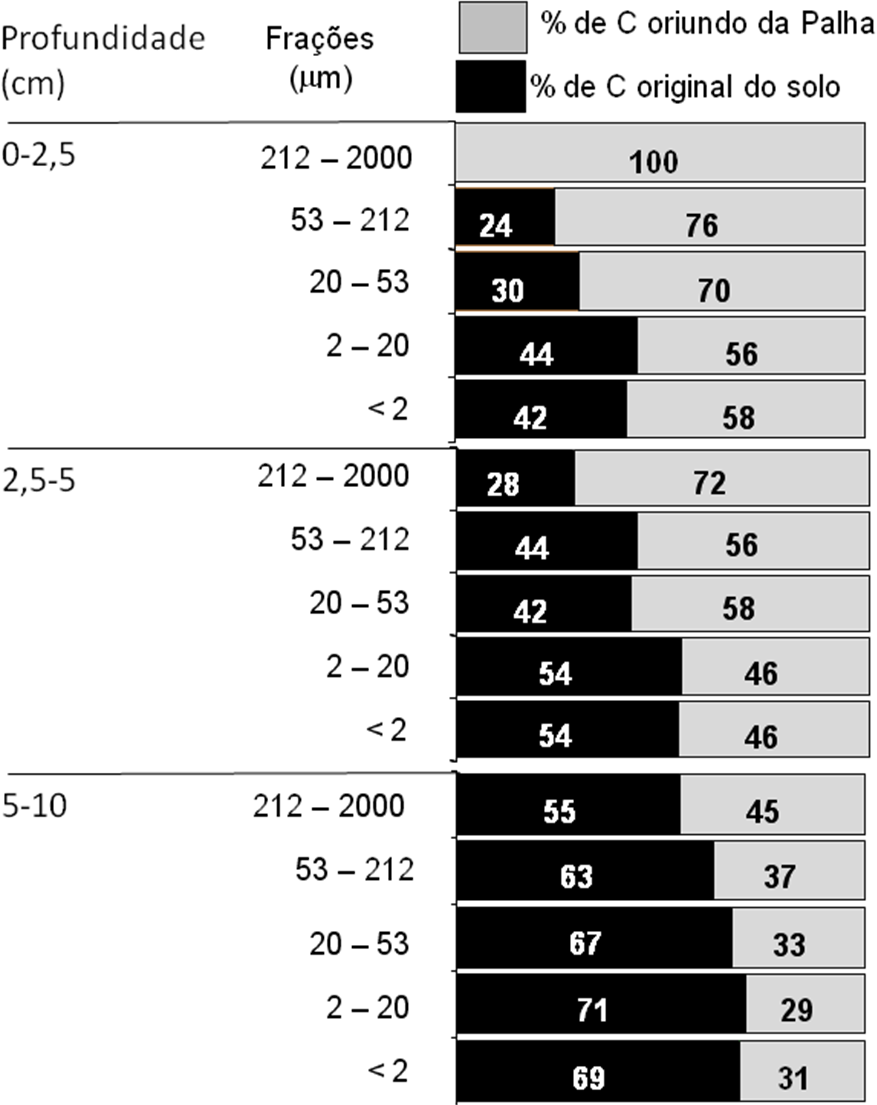 Profundidade (cm) Frações (µm)
% de C oriundo da Palha
% de C original do solo
0-2,5 212 – 2000 100
53 – 212 24 76
20 – 53 30 70
2 – 20 44 56
< 2 42 58
2,5-5 212 – 2000 28 72
53 – 212 44 56
20 – 53 42 58
2 – 20 54 46
< 2 54 46
5-10 212 – 2000 55 45
53 – 212 63 37
20 – 53 67 33
2 – 20 71 29
< 2 69 31